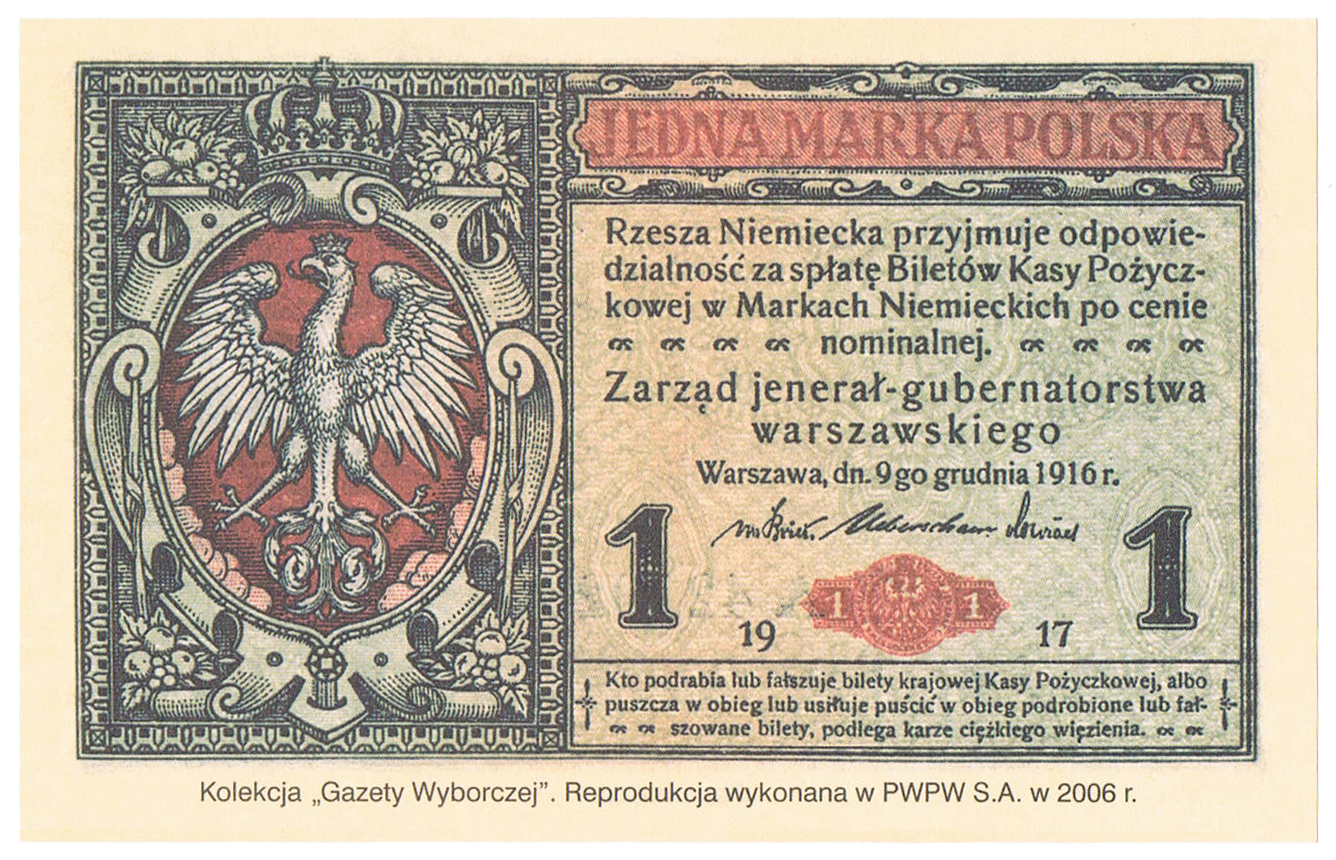 JEDNA MARKA POLSKA
Rzesza Niemiecka przyjmuje odpowie-
dzialność za spłatę Biletów Kasy Pożycz-
kowej w Markach Niemieckich po cenie
nominalnej.
Zarząd jenerał-gubernatorstwa
warszawskiego
Warszawa, dn. 9go grudnia 1916 r.
1 1
1 1
19 17
Kto podrabia lub fałszuje bilety krajowej Kasy Pożyczkowej, albo
puszcza w obieg lub usiłuje puścić w obieg podrobione lub fał-
szowane bilety, podlega karze ciężkiego więzienia.
Kolekcja „Gazety Wyborczej”. Reprodukcja wykonana w PWPW S.A. w 2006 r.